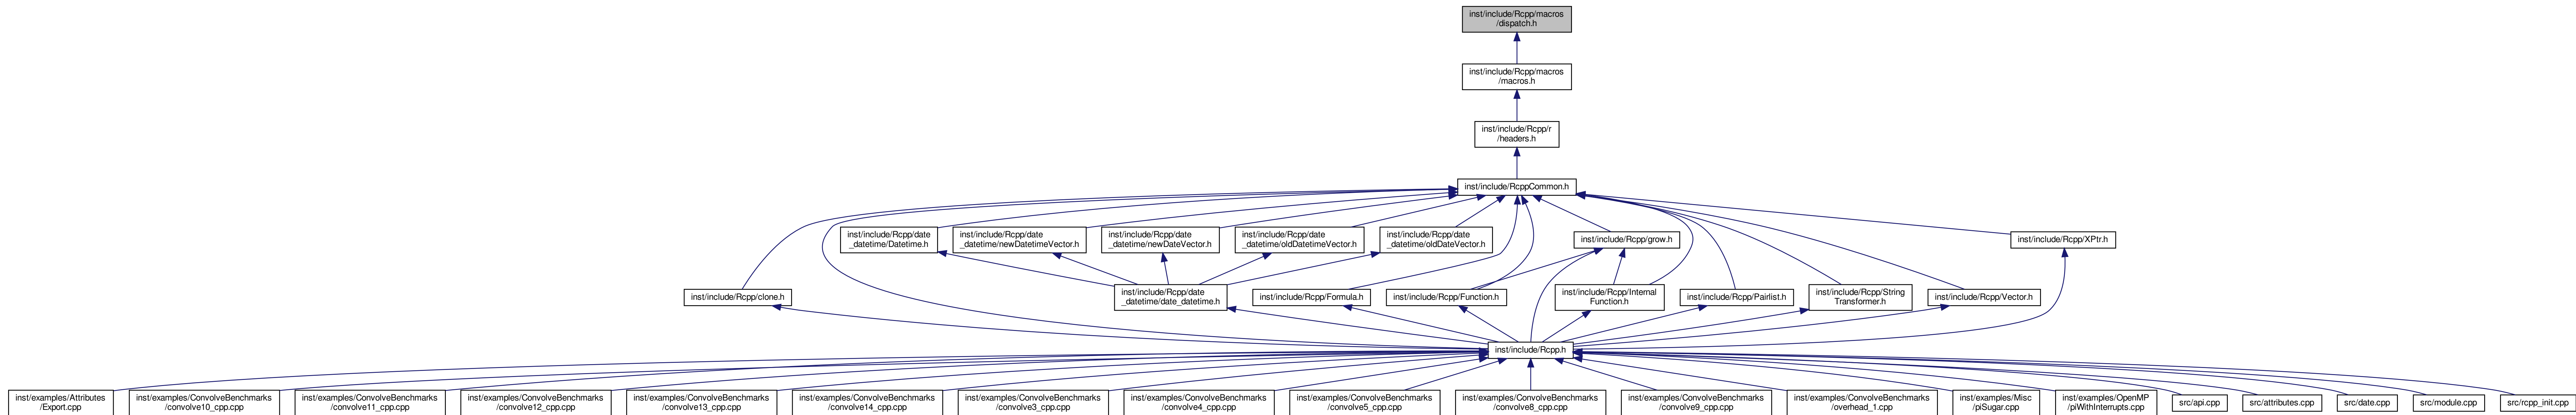 inst/include/Rcpp/macros
/dispatch.h
inst/include/Rcpp/macros
/macros.h
inst/include/Rcpp/r
/headers.h
inst/include/RcppCommon.h
inst/include/Rcpp/date
_datetime/Datetime.h
inst/include/Rcpp/date
_datetime/newDatetimeVector.h
inst/include/Rcpp/date
_datetime/newDateVector.h
inst/include/Rcpp/date
_datetime/oldDatetimeVector.h
inst/include/Rcpp/date
_datetime/oldDateVector.h
inst/include/Rcpp/grow.h
inst/include/Rcpp/XPtr.h
inst/include/Rcpp/clone.h
inst/include/Rcpp/date
_datetime/date_datetime.h
inst/include/Rcpp/Formula.h
inst/include/Rcpp/Function.h
inst/include/Rcpp/Internal
Function.h
inst/include/Rcpp/Pairlist.h
inst/include/Rcpp/String
Transformer.h
inst/include/Rcpp/Vector.h
inst/include/Rcpp.h
inst/examples/Attributes
/Export.cpp
inst/examples/ConvolveBenchmarks
/convolve10_cpp.cpp
inst/examples/ConvolveBenchmarks
/convolve11_cpp.cpp
inst/examples/ConvolveBenchmarks
/convolve12_cpp.cpp
inst/examples/ConvolveBenchmarks
/convolve13_cpp.cpp
inst/examples/ConvolveBenchmarks
/convolve14_cpp.cpp
inst/examples/ConvolveBenchmarks
/convolve3_cpp.cpp
inst/examples/ConvolveBenchmarks
/convolve4_cpp.cpp
inst/examples/ConvolveBenchmarks
/convolve5_cpp.cpp
inst/examples/ConvolveBenchmarks
/convolve8_cpp.cpp
inst/examples/ConvolveBenchmarks
/convolve9_cpp.cpp
inst/examples/ConvolveBenchmarks
/overhead_1.cpp
inst/examples/Misc
/piSugar.cpp
inst/examples/OpenMP
/piWithInterrupts.cpp
src/api.cpp
src/attributes.cpp
src/date.cpp
src/module.cpp
src/rcpp_init.cpp